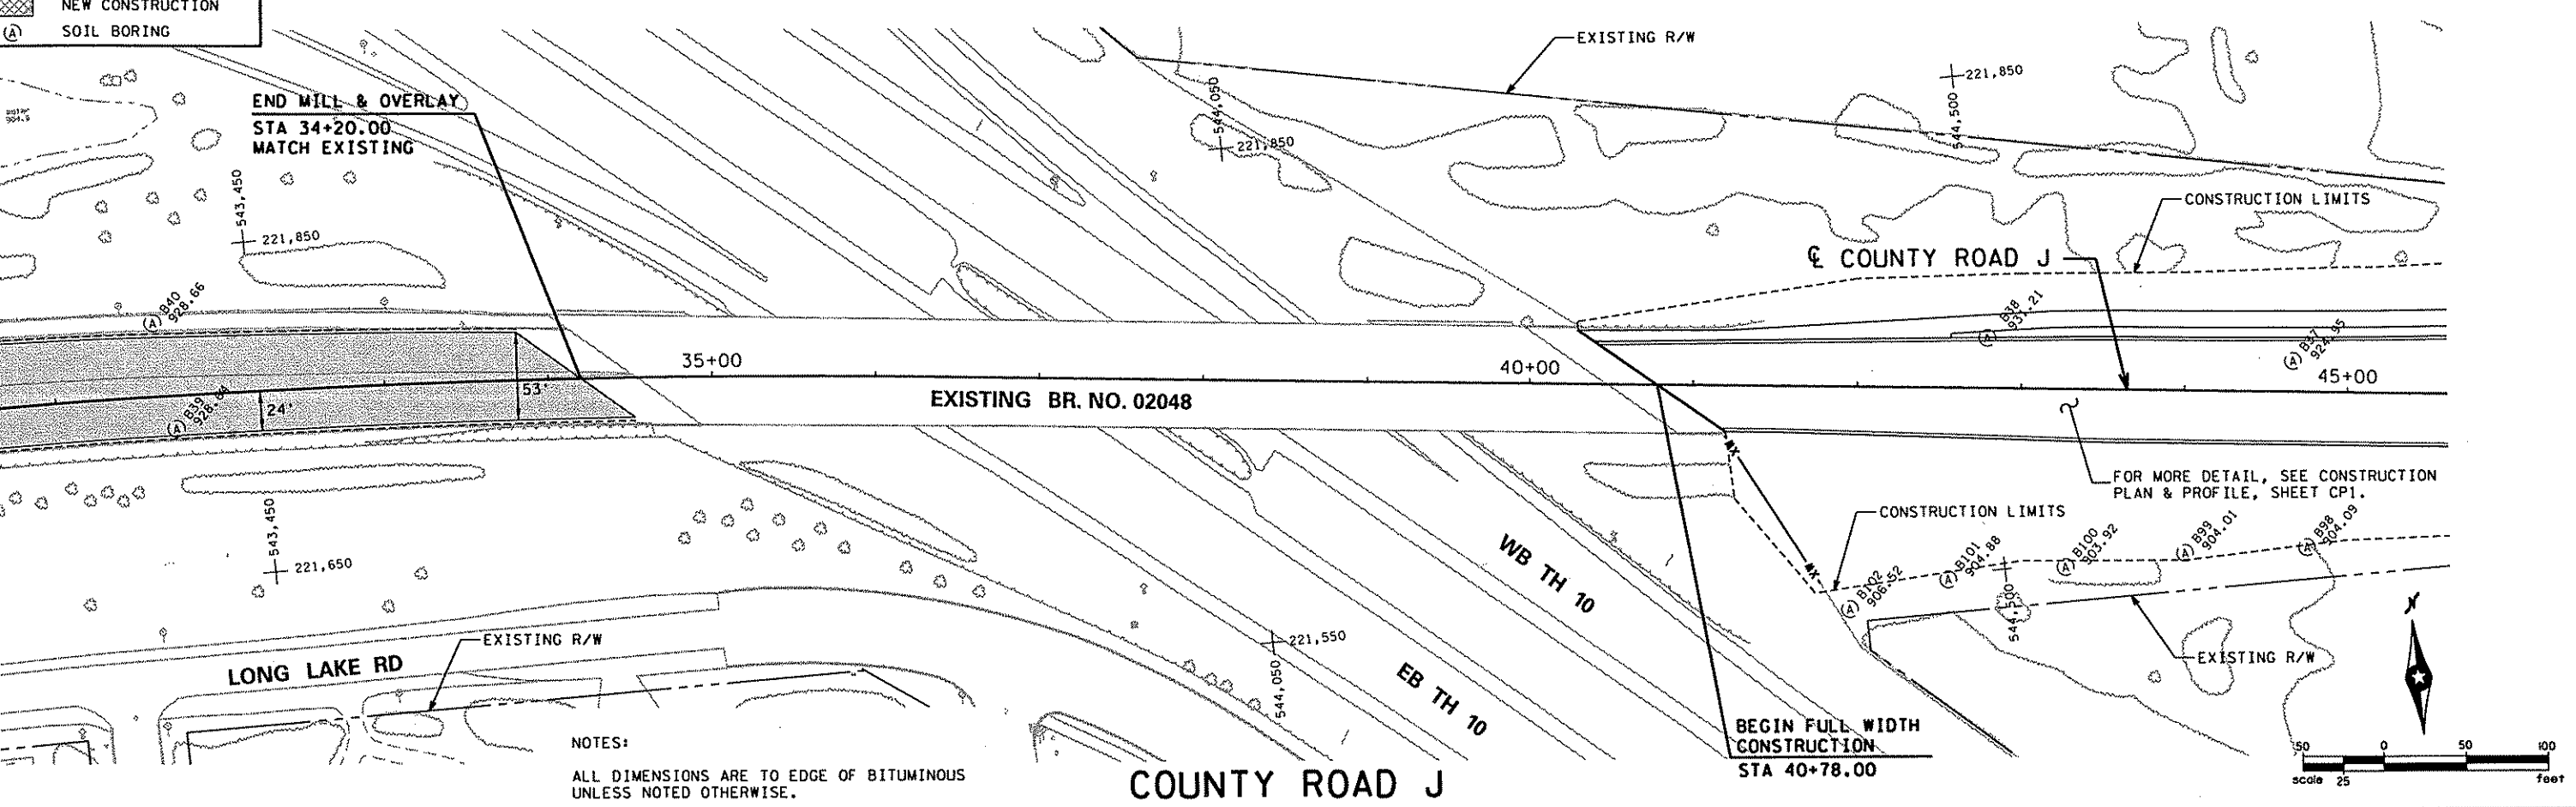 NEW CONSTRUCTION
(A) SOIL BORING
EXISTING R/W
END MILL & OVERLAY
STA 34+20.00
MATCH EXISTING
543,450
221,850
544,050
221,850
544,500
221,850
CONSTRUCTION LIMITS
℄ COUNTY ROAD J
(A) B40
928.66
(A) B39
24'
53'
35+00
40+00
45+00
EXISTING BR. NO. 02048
(A) B38
931.21
(A) B37
924.95
FOR MORE DETAIL, SEE CONSTRUCTION
PLAN & PROFILE, SHEET CP1.
CONSTRUCTION LIMITS
543,450
221,650
MX
MX
(A) B102
906.52
(A) B101
904.88
(A) B100
903.92
(A) B99
904.01
(A) B98
904.09
544,500
WB TH 10
EB TH 10
221,550
544,050
LONG LAKE RD
EXISTING R/W
EXISTING R/W
N
NOTES:
ALL DIMENSIONS ARE TO EDGE OF BITUMINOUS
UNLESS NOTED OTHERWISE.
COUNTY ROAD J
BEGIN FULL WIDTH
CONSTRUCTION
STA 40+78.00
50 0 50 100
scale 25 feet